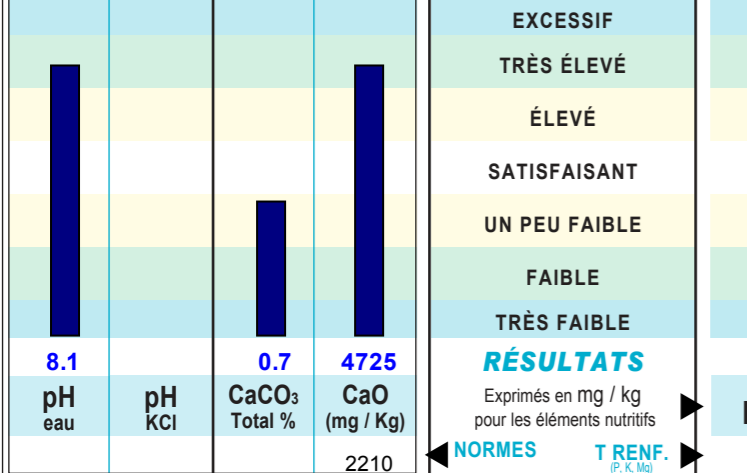 EXCESSIF
TRÈS ÉLEVÉ
ÉLEVÉ
SATISFAISANT
UN PEU FAIBLE
FAIBLE
TRÈS FAIBLE
8.1 0.7 4725 RÉSULTATS
pH eau
pH KCl
CaCO₃ Total %
CaO (mg / Kg)
Exprimés en mg / kg
pour les éléments nutritifs
NORMES T RENF.
(P, K, Mg)
2210